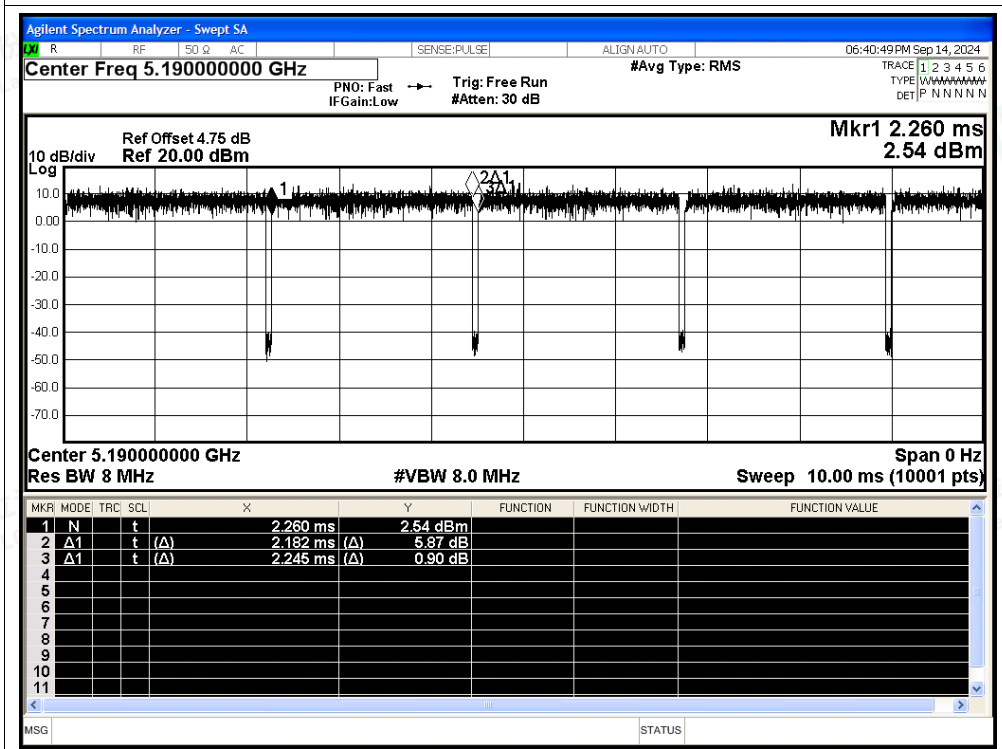 Agilent Spectrum Analyzer - Swept SA
LXI R RF 50 Ω AC SENSE:PULSE ALIGN AUTO 06:40:49 PM Sep 14, 2024
Center Freq 5.190000000 GHz #Avg Type: RMS TRACE 1 2 3 4 5 6
PNO: Fast Trig: Free Run TYPE WWWWWW
IFGain:Low #Atten: 30 dB DET P N N N N N
Mkr1 2.260 ms
Ref Offset 4.75 dB
10 dB/div Ref 20.00 dBm 2.54 dBm
Log
10.0
0.00
-10.0
-20.0
-30.0
-40.0
-50.0
-60.0
-70.0
1
2Δ1
3Δ1
Center 5.190000000 GHz Span 0 Hz
Res BW 8 MHz #VBW 8.0 MHz Sweep 10.00 ms (10001 pts)
MKR MODE TRC SCL X Y FUNCTION FUNCTION WIDTH FUNCTION VALUE
1 N t 2.260 ms 2.54 dBm
2 Δ1 t (Δ) 2.182 ms (Δ) 5.87 dB
3 Δ1 t (Δ) 2.245 ms (Δ) 0.90 dB
4
5
6
7
8
9
10
11
MSG STATUS